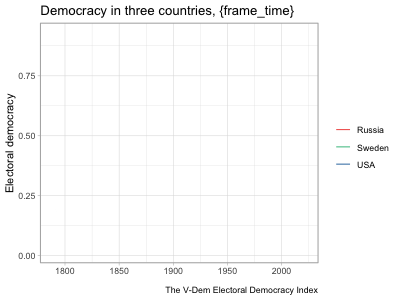 Democracy in three countries, {frame_time}
Electoral democracy
0.75
0.50
0.25
0.00
1800 1850 1900 1950 2000
Russia
Sweden
USA
The V-Dem Electoral Democracy Index